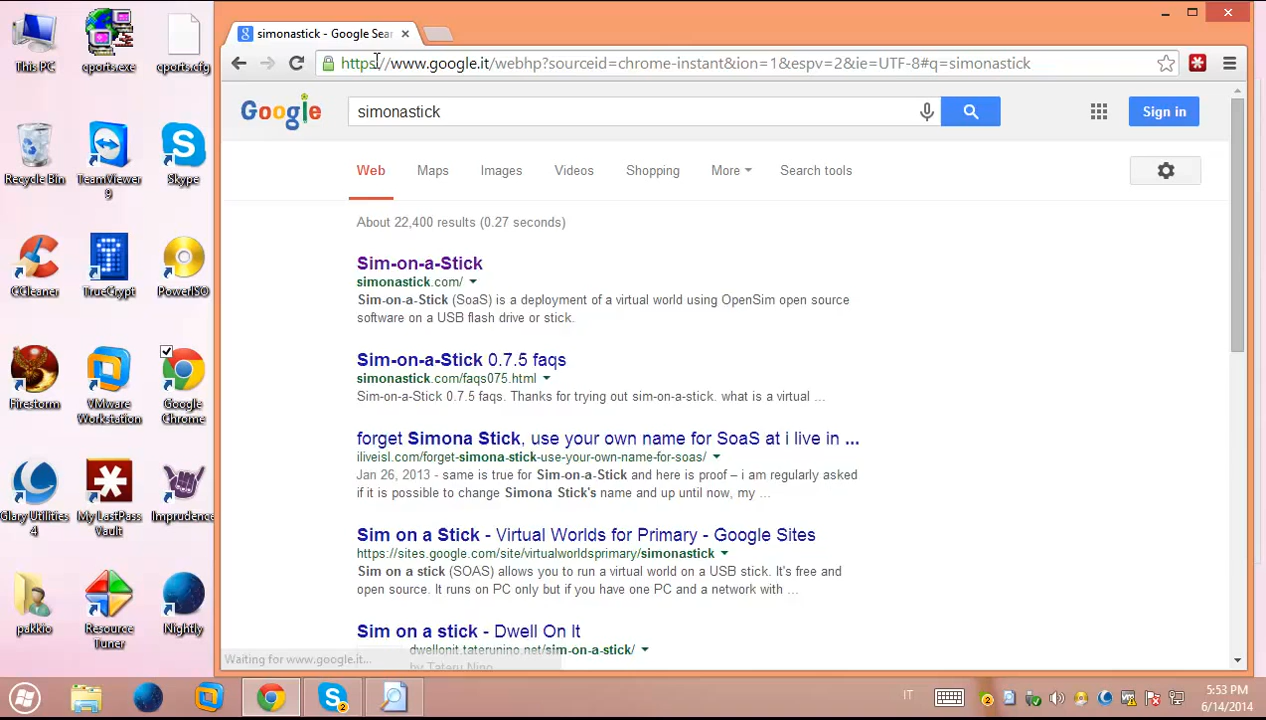 This PC
cports.exe
cports.cfg
Recycle Bin
TeamViewer
9
Skype
CCleaner
TrueCrypt
PowerISO
Firestorm
VMware
Workstation
Google
Chrome
Glary Utilities
4
My LastPass
Vault
Imprudence
pakkio
Resource
Tuner
Nightly
simonastick - Google Sea
https://www.google.it/webhp?sourceid=chrome-instant&ion=1&espv=2&ie=UTF-8#q=simonastick
Google
simonastick
Sign in
Web
Maps
Images
Videos
Shopping
More
Search tools
About 22,400 results (0.27 seconds)
Sim-on-a-Stick
simonastick.com/
Sim-on-a-Stick (SoaS) is a deployment of a virtual world using OpenSim open source
software on a USB flash drive or stick.
Sim-on-a-Stick 0.7.5 faqs
simonastick.com/faqs075.html
Sim-on-a-Stick 0.7.5 faqs. Thanks for trying out sim-on-a-stick. what is a virtual ...
forget Simona Stick, use your own name for SoaS at i live in ...
iliveisl.com/forget-simona-stick-use-your-own-name-for-soas/
Jan 26, 2013 - same is true for Sim-on-a-Stick and here is proof – i am regularly asked
if it is possible to change Simona Stick's name and up until now, my ...
Sim on a Stick - Virtual Worlds for Primary - Google Sites
https://sites.google.com/site/virtualworldsprimary/simonastick
Sim on a stick (SOAS) allows you to run a virtual world on a USB stick. It's free and
open source. It runs on PC only but if you have one PC and a network with ...
Sim on a stick - Dwell On It
dwellonit.taterunino.net/sim-on-a-stick/
by Tateru Nino
Waiting for www.google.it...
IT
5:53 PM
6/14/2014